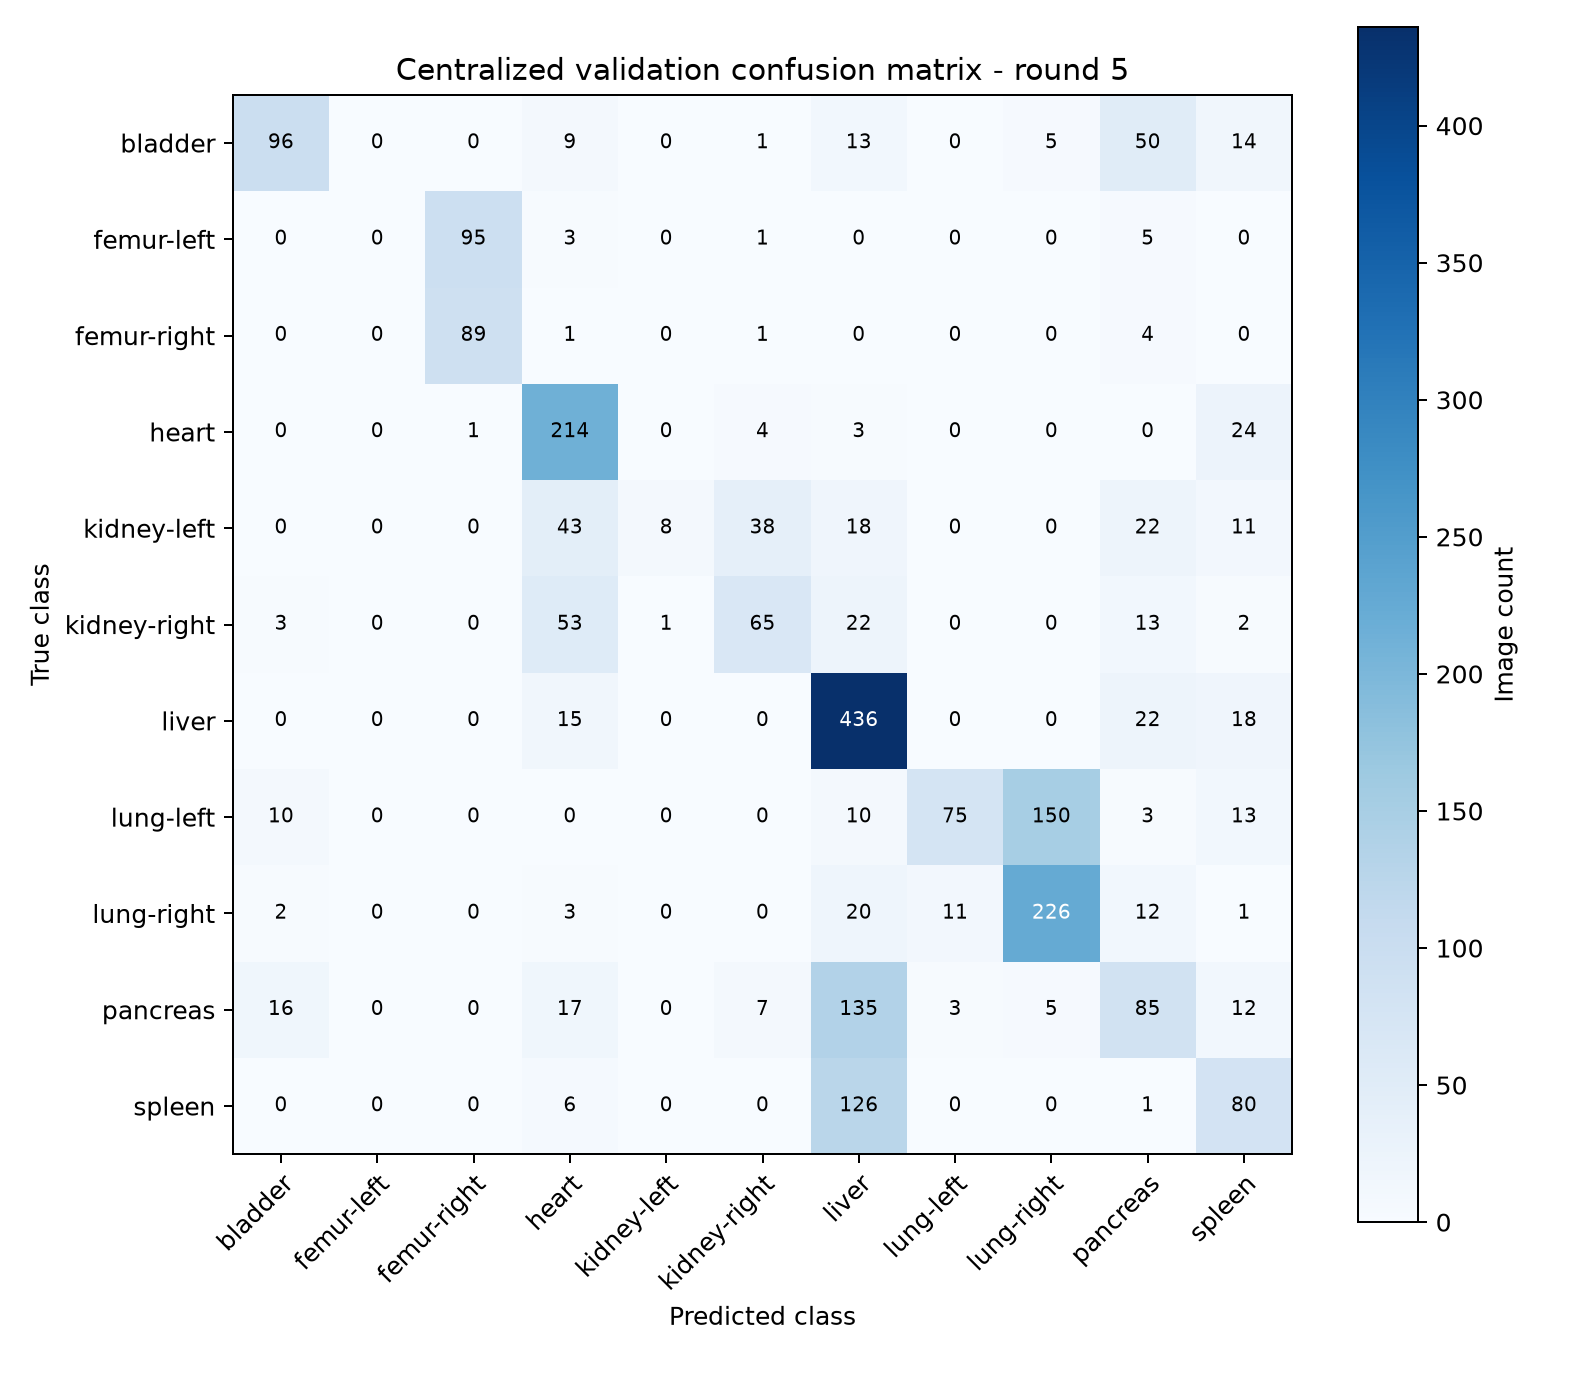 Centralized validation confusion matrix - round 5
True class
bladder 96 0 0 9 0 1 13 0 5 50 14
femur-left 0 0 95 3 0 1 0 0 0 5 0
femur-right 0 0 89 1 0 1 0 0 0 4 0
heart 0 0 1 214 0 4 3 0 0 0 24
kidney-left 0 0 0 43 8 38 18 0 0 22 11
kidney-right 3 0 0 53 1 65 22 0 0 13 2
liver 0 0 0 15 0 0 436 0 0 22 18
lung-left 10 0 0 0 0 0 10 75 150 3 13
lung-right 2 0 0 3 0 0 20 11 226 12 1
pancreas 16 0 0 17 0 7 135 3 5 85 12
spleen 0 0 0 6 0 0 126 0 0 1 80
bladder femur-left femur-right heart kidney-left kidney-right liver lung-left lung-right pancreas spleen
Predicted class
400
350
300
250
200
150
100
50
0
Image count